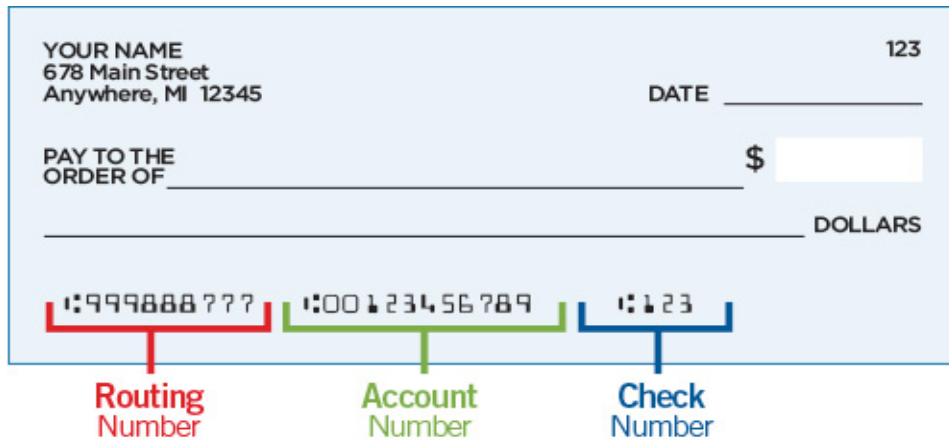 YOUR NAME 123
678 Main Street
Anywhere, MI 12345 DATE
PAY TO THE
ORDER OF $
DOLLARS
⑆999888777 ⑆00123456789 ⑆123
Routing Account Check
Number Number Number